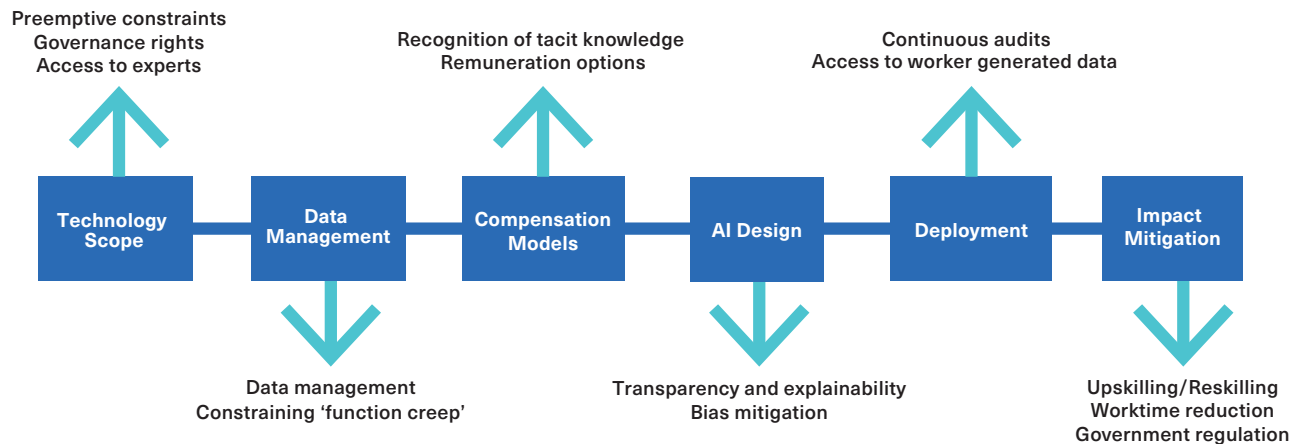 Preemptive constraints
Governance rights
Access to experts
Recognition of tacit knowledge
Remuneration options
Continuous audits
Access to worker generated data
Technology
Scope
Data
Management
Compensation
Models
AI Design
Deployment
Impact
Mitigation
Data management
Constraining ‘function creep’
Transparency and explainability
Bias mitigation
Upskilling/Reskilling
Worktime reduction
Government regulation